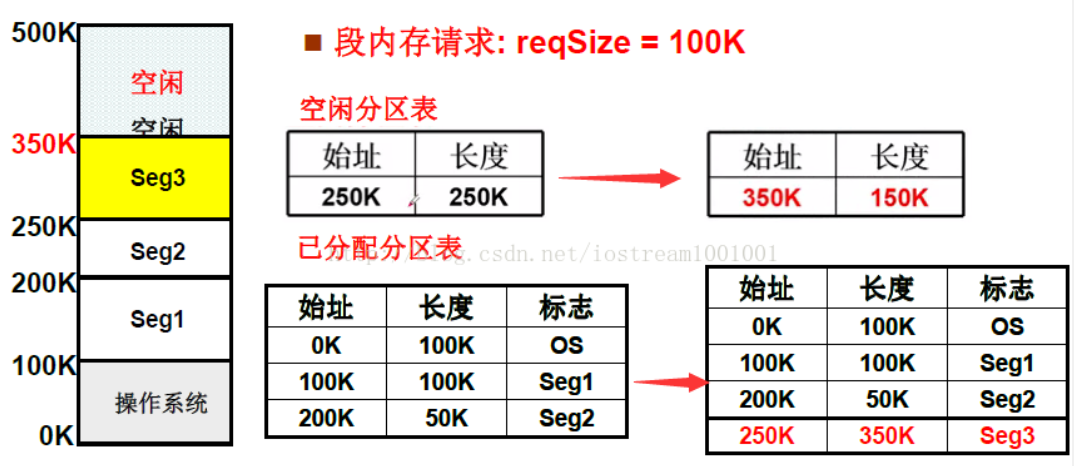 500K
空闲
空闲
350K
Seg3
250K
Seg2
200K
Seg1
100K
操作系统
0K
■ 段内存请求: reqSize = 100K
空闲分区表
始址 长度
250K 250K
始址 长度
350K 150K
已分配分区表
http://blog.csdn.net/iostream1001001
始址 长度 标志
0K 100K OS
100K 100K Seg1
200K 50K Seg2
始址 长度 标志
0K 100K OS
100K 100K Seg1
200K 50K Seg2
250K 350K Seg3